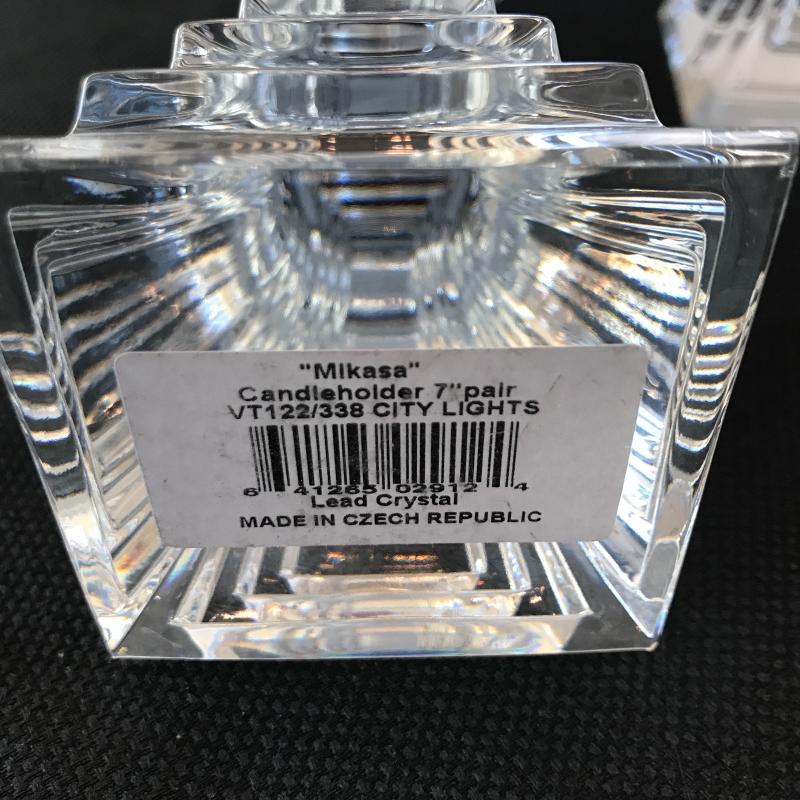 "Mikasa"
Candleholder 7"pair
VT122/338 CITY LIGHTS
6 41265 02912 4
Lead Crystal
MADE IN CZECH REPUBLIC